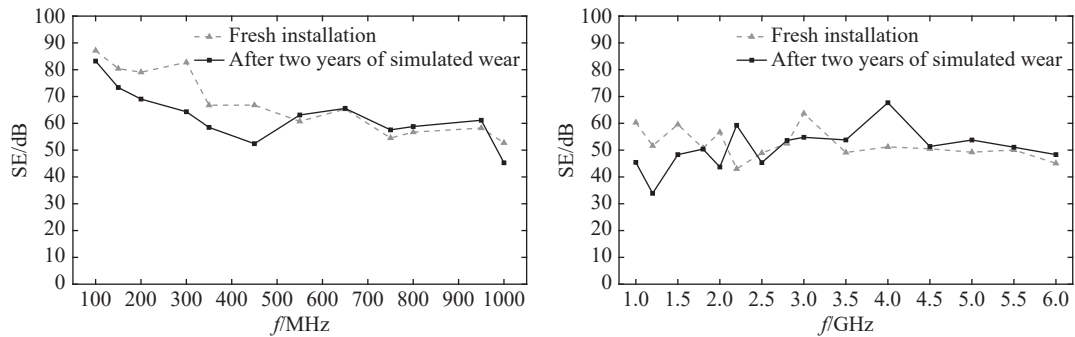 SE/dB
100
90
80
70
60
50
40
30
20
10
0
Fresh installation
After two years of simulated wear
100 200 300 400 500 600 700 800 900 1000
f/MHz
SE/dB
100
90
80
70
60
50
40
30
20
10
0
Fresh installation
After two years of simulated wear
1.0 1.5 2.0 2.5 3.0 3.5 4.0 4.5 5.0 5.5 6.0
f/GHz